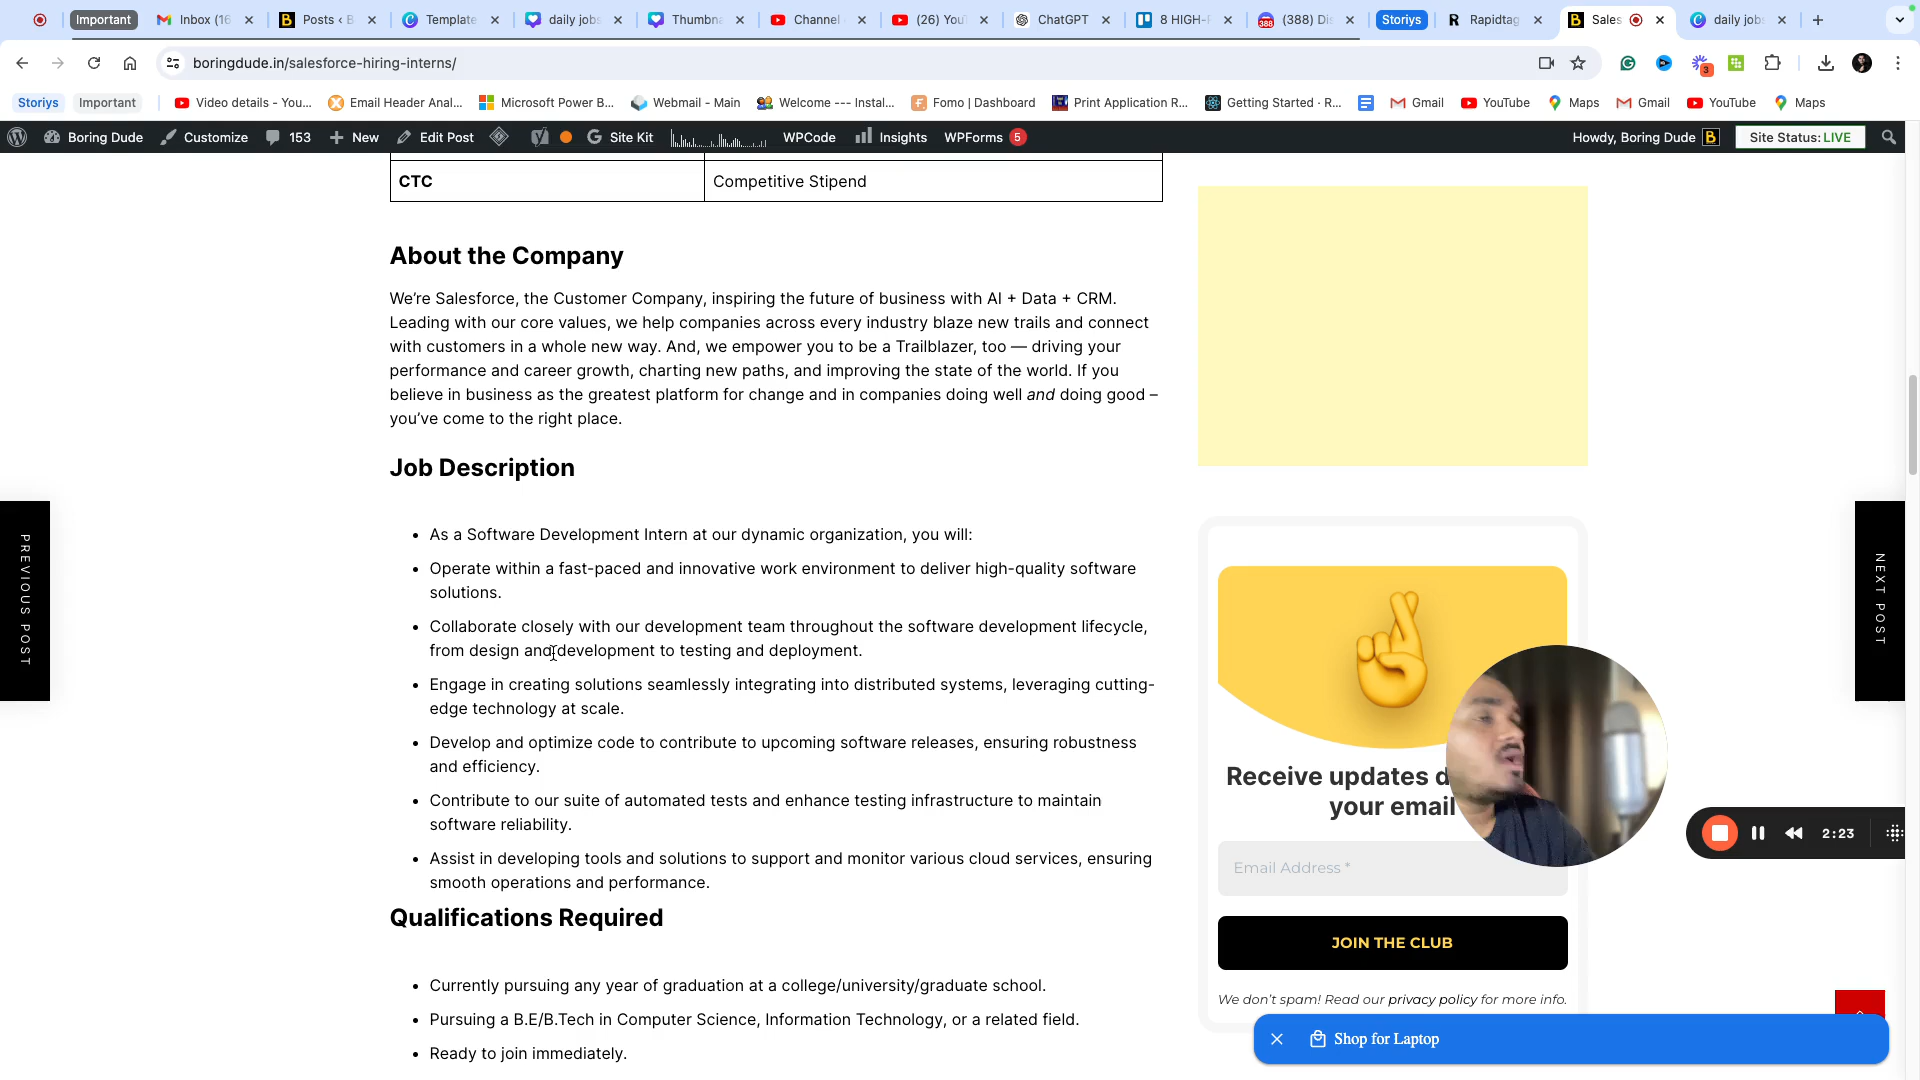 Important
Inbox (16
Posts ‹ B
Template
daily job
Thumbn
Channel
(26) You
ChatGPT
8 HIGH-
(388) Di
Storiys
Rapidtag
Sales
daily job
boringdude.in/salesforce-hiring-interns/
Storiys
Important
Video details - You...
Email Header Anal...
Microsoft Power B...
Webmail - Main
Welcome --- Instal...
Fomo | Dashboard
Print Application R...
Getting Started · R...
Gmail
YouTube
Maps
Gmail
YouTube
Maps
3
Boring Dude
Customize
153
New
Edit Post
Site Kit
WPCode
Insights
WPForms 5
Howdy, Boring Dude
Site Status: LIVE
CTC
Competitive Stipend
About the Company
We’re Salesforce, the Customer Company, inspiring the future of business with AI + Data + CRM.
Leading with our core values, we help companies across every industry blaze new trails and connect
with customers in a whole new way. And, we empower you to be a Trailblazer, too — driving your
performance and career growth, charting new paths, and improving the state of the world. If you
believe in business as the greatest platform for change and in companies doing well and doing good –
you’ve come to the right place.
Job Description
• As a Software Development Intern at our dynamic organization, you will:
• Operate within a fast-paced and innovative work environment to deliver high-quality software
solutions.
• Collaborate closely with our development team throughout the software development lifecycle,
from design and development to testing and deployment.
• Engage in creating solutions seamlessly integrating into distributed systems, leveraging cutting-
edge technology at scale.
• Develop and optimize code to contribute to upcoming software releases, ensuring robustness
and efficiency.
• Contribute to our suite of automated tests and enhance testing infrastructure to maintain
software reliability.
• Assist in developing tools and solutions to support and monitor various cloud services, ensuring
smooth operations and performance.
Qualifications Required
• Currently pursuing any year of graduation at a college/university/graduate school.
• Pursuing a B.E/B.Tech in Computer Science, Information Technology, or a related field.
• Ready to join immediately.
PREVIOUS POST
NEXT POST
Receive updates d
your email
Email Address *
JOIN THE CLUB
We don’t spam! Read our privacy policy for more info.
2:23
Shop for Laptop